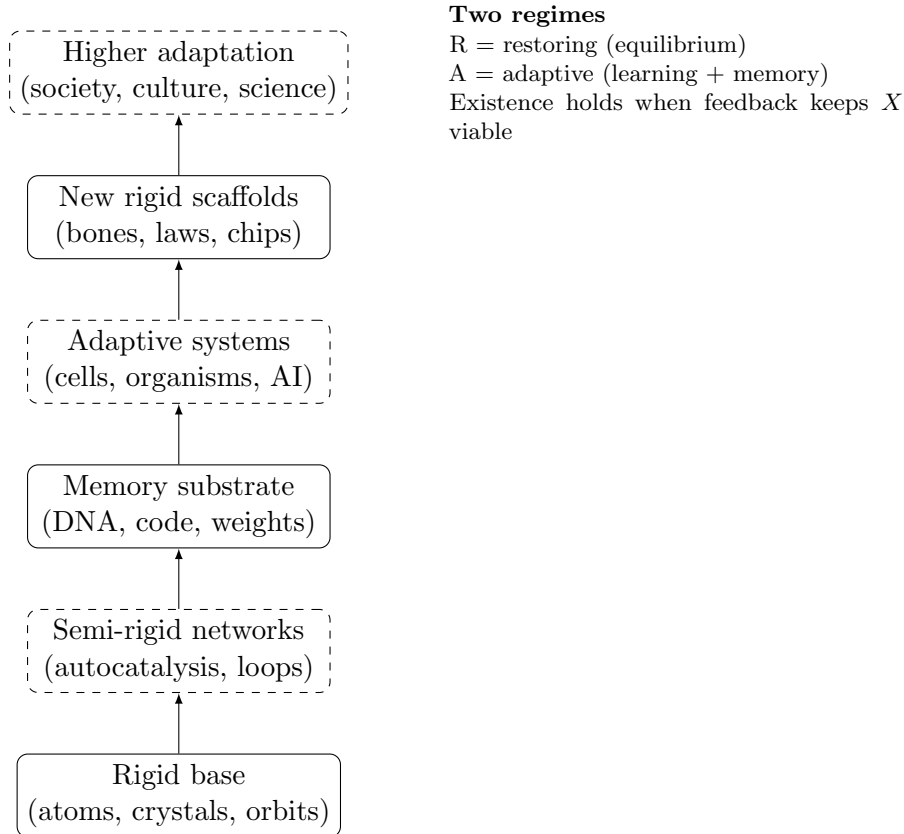 Higher adaptation
(society, culture, science)
New rigid scaffolds
(bones, laws, chips)
Adaptive systems
(cells, organisms, AI)
Memory substrate
(DNA, code, weights)
Semi-rigid networks
(autocatalysis, loops)
Rigid base
(atoms, crystals, orbits)
Two regimes
R = restoring (equilibrium)
A = adaptive (learning + memory)
Existence holds when feedback keeps X
viable